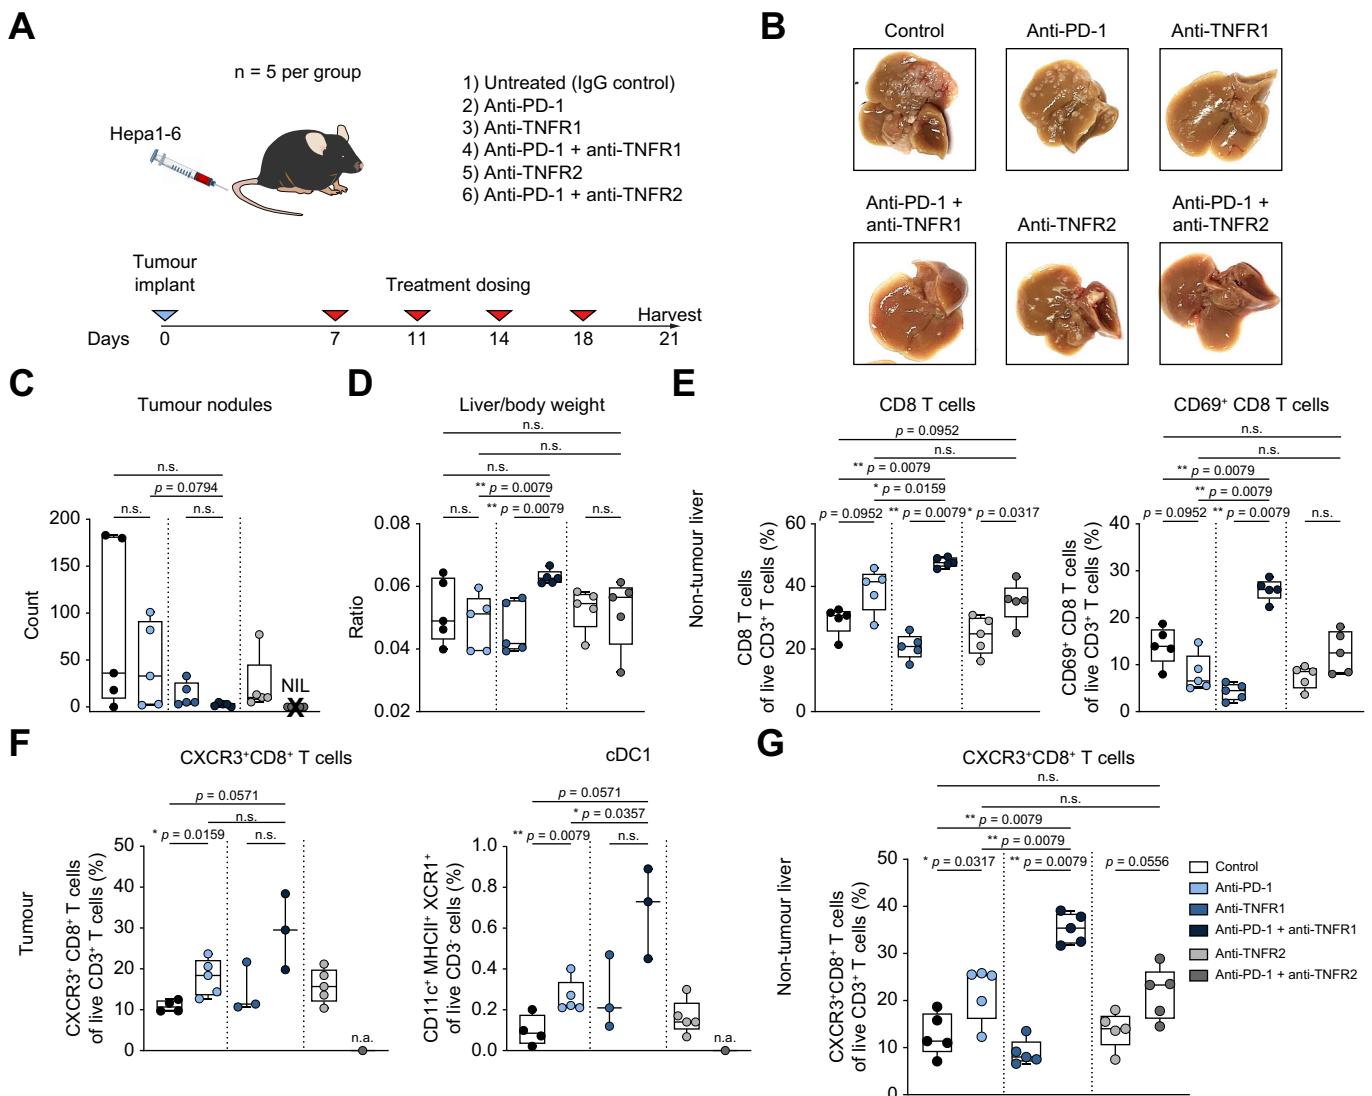 A
n = 5 per group
Hepa1-6
1) Untreated (IgG control)
2) Anti-PD-1
3) Anti-TNFR1
4) Anti-PD-1 + anti-TNFR1
5) Anti-TNFR2
6) Anti-PD-1 + anti-TNFR2
Tumour
implant
Treatment dosing
Harvest
Days
0
7
11
14
18
21
B
Control
Anti-PD-1
Anti-TNFR1
Anti-PD-1 +
anti-TNFR1
Anti-TNFR2
Anti-PD-1 +
anti-TNFR2
C
Tumour nodules
n.s.
p = 0.0794
n.s.
n.s.
Count
200
100
50
0
NIL
X
D
Liver/body weight
n.s.
n.s.
n.s.
** p = 0.0079
n.s.
** p = 0.0079
n.s.
Ratio
0.08
0.06
0.04
0.02
E
Non-tumour liver
CD8 T cells
p = 0.0952
n.s.
** p = 0.0079
* p = 0.0159
p = 0.0952
** p = 0.0079
* p = 0.0317
CD8 T cells
of live CD3⁺ T cells (%)
60
40
20
0
CD69⁺ CD8 T cells
n.s.
n.s.
** p = 0.0079
** p = 0.0079
p = 0.0952
** p = 0.0079
n.s.
CD69⁺ CD8 T cells
of live CD3⁺ T cells (%)
40
30
20
10
0
F
Tumour
CXCR3⁺CD8⁺ T cells
p = 0.0571
n.s.
* p = 0.0159
n.s.
CXCR3⁺ CD8⁺ T cells
of live CD3⁺ T cells (%)
50
40
30
20
10
0
n.a.
cDC1
p = 0.0571
* p = 0.0357
** p = 0.0079
n.s.
CD11c⁺ MHCII⁺ XCR1⁺
of live CD3⁻ cells (%)
1.0
0.8
0.6
0.4
0.2
0.0
n.a.
G
Non-tumour liver
CXCR3⁺CD8⁺ T cells
n.s.
n.s.
** p = 0.0079
** p = 0.0079
* p = 0.0317
** p = 0.0079
p = 0.0556
CXCR3⁺CD8⁺ T cells
of live CD3⁺ T cells (%)
50
40
30
20
10
0
Control
Anti-PD-1
Anti-TNFR1
Anti-PD-1 + anti-TNFR1
Anti-TNFR2
Anti-PD-1 + anti-TNFR2